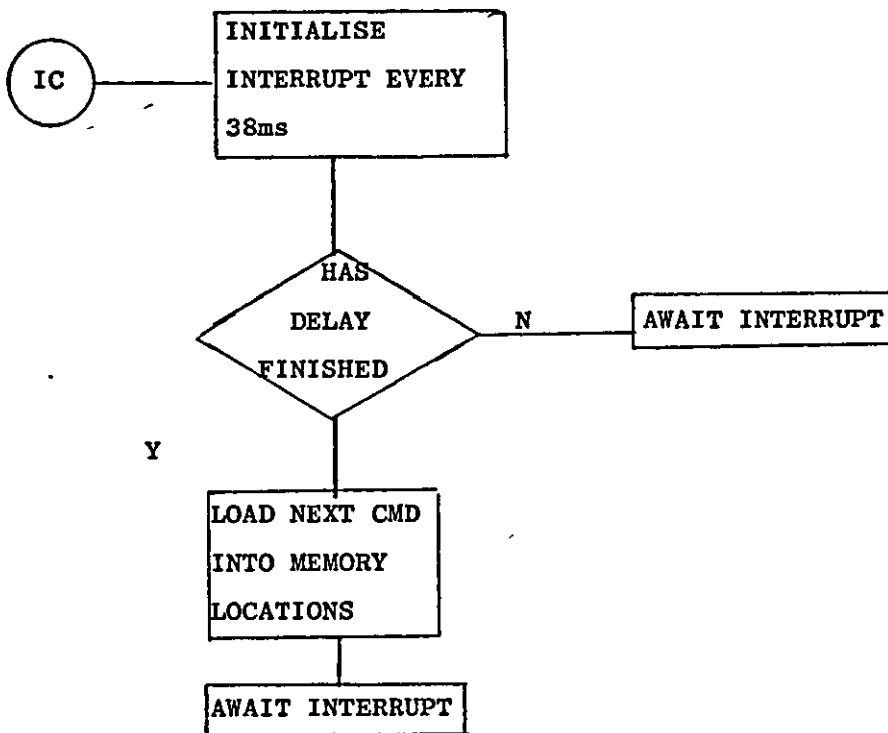 INITIALISE
IC
INTERRUPT EVERY
38ms
HAS
DELAY
FINISHED
N
AWAIT INTERRUPT
Y
LOAD NEXT CMD
INTO MEMORY
LOCATIONS
AWAIT INTERRUPT